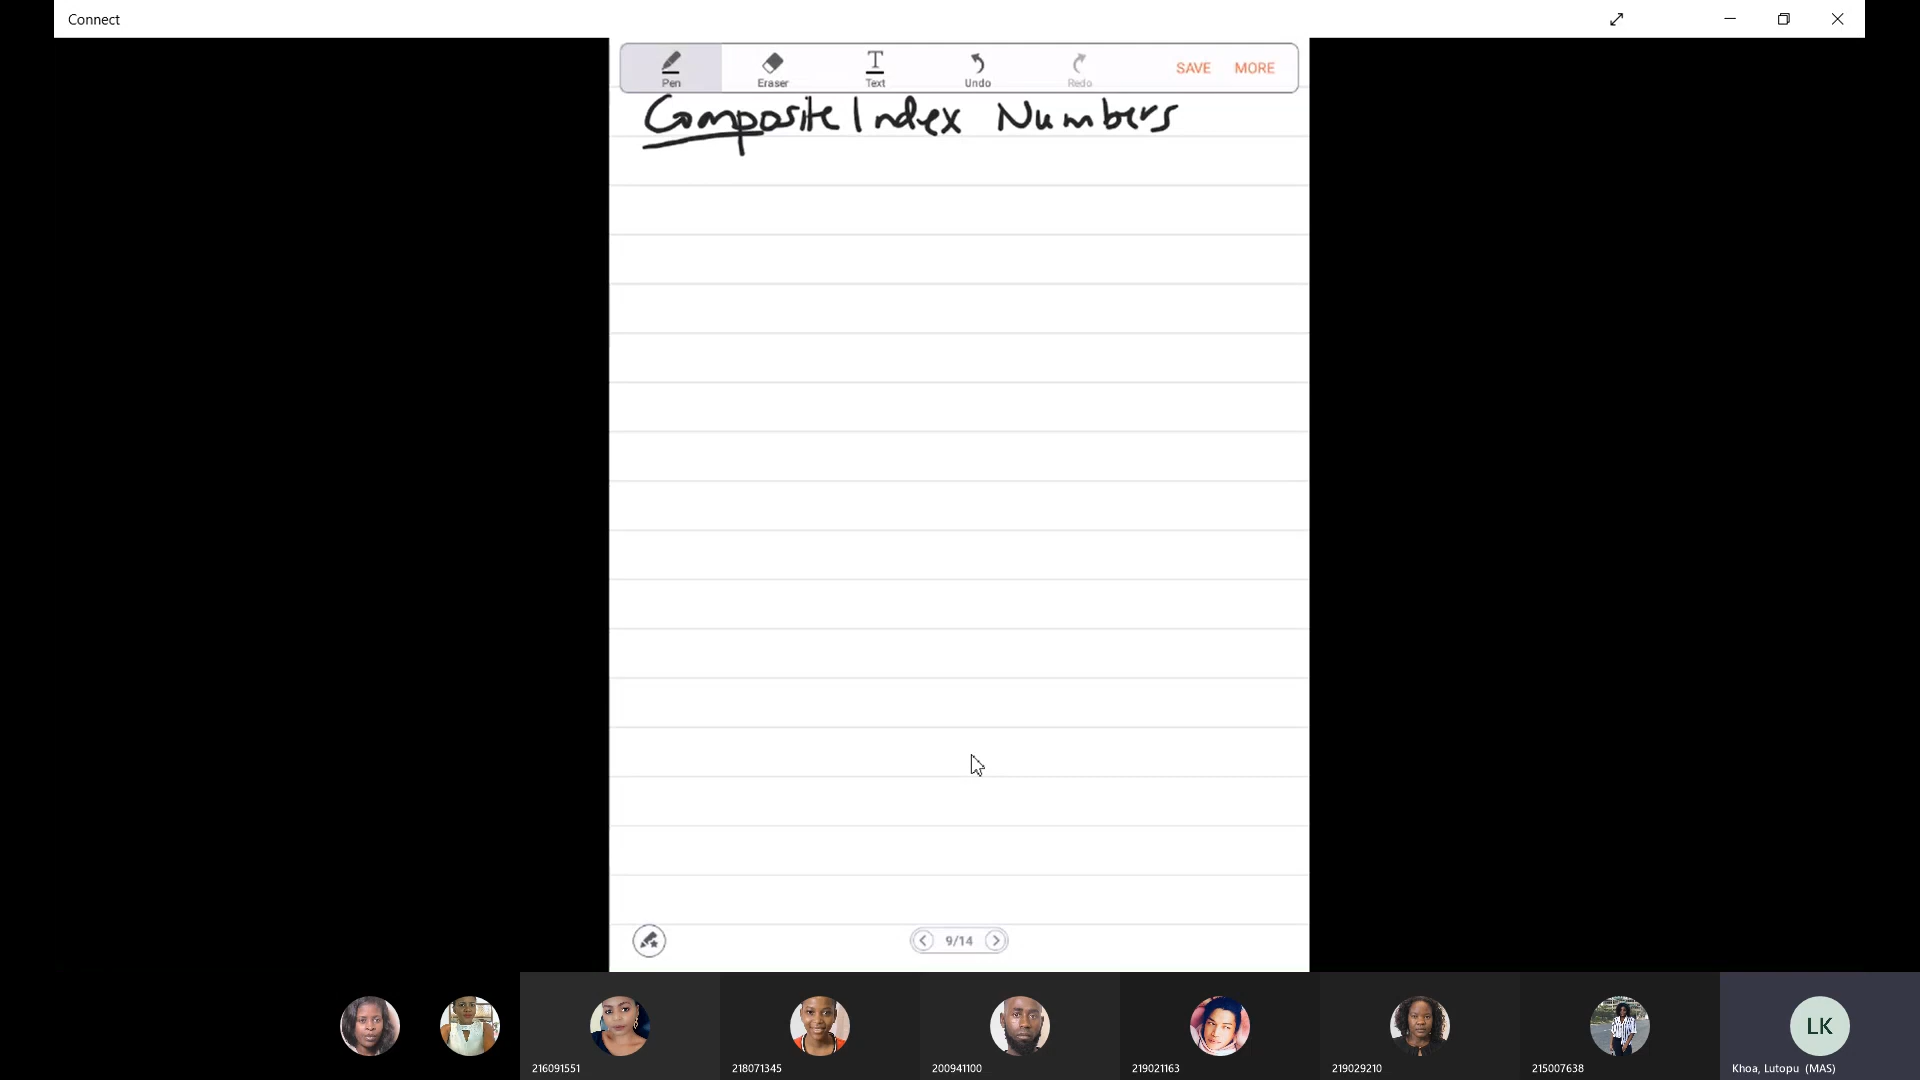 Connect
Pen Eraser Text Undo Redo SAVE MORE
Composite Index Numbers
9/14
216091551 218071345 200941100 219021163 219029210 215007638 Khoa, Lutopu (MAS)
LK